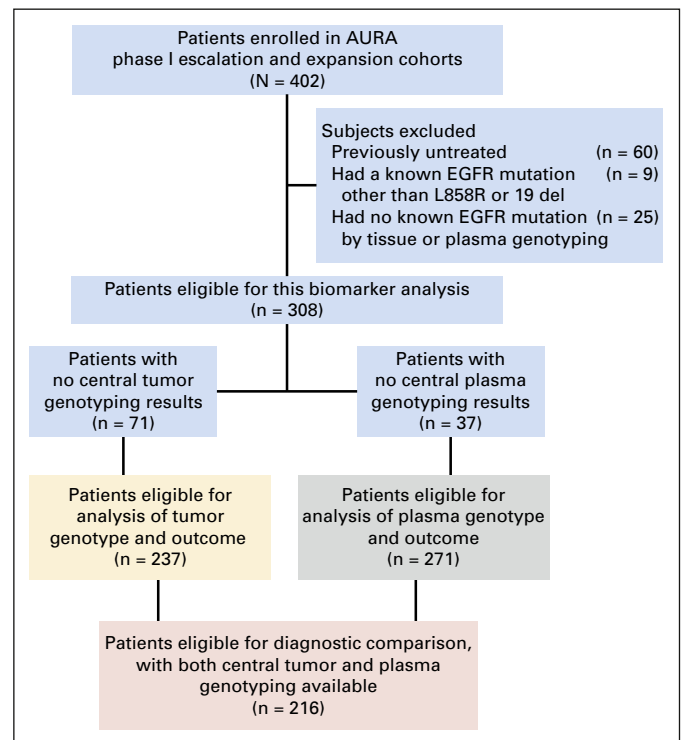 Patients enrolled in AURA
phase I escalation and expansion cohorts
(N = 402)
Subjects excluded
Previously untreated (n = 60)
Had a known EGFR mutation (n = 9)
other than L858R or 19 del
Had no known EGFR mutation (n = 25)
by tissue or plasma genotyping
Patients eligible for this biomarker analysis
(n = 308)
Patients with
no central tumor
genotyping results
(n = 71)
Patients with
no central plasma
genotyping results
(n = 37)
Patients eligible for
analysis of tumor
genotype and outcome
(n = 237)
Patients eligible for
analysis of plasma genotype
and outcome
(n = 271)
Patients eligible for diagnostic comparison,
with both central tumor and plasma
genotyping available
(n = 216)